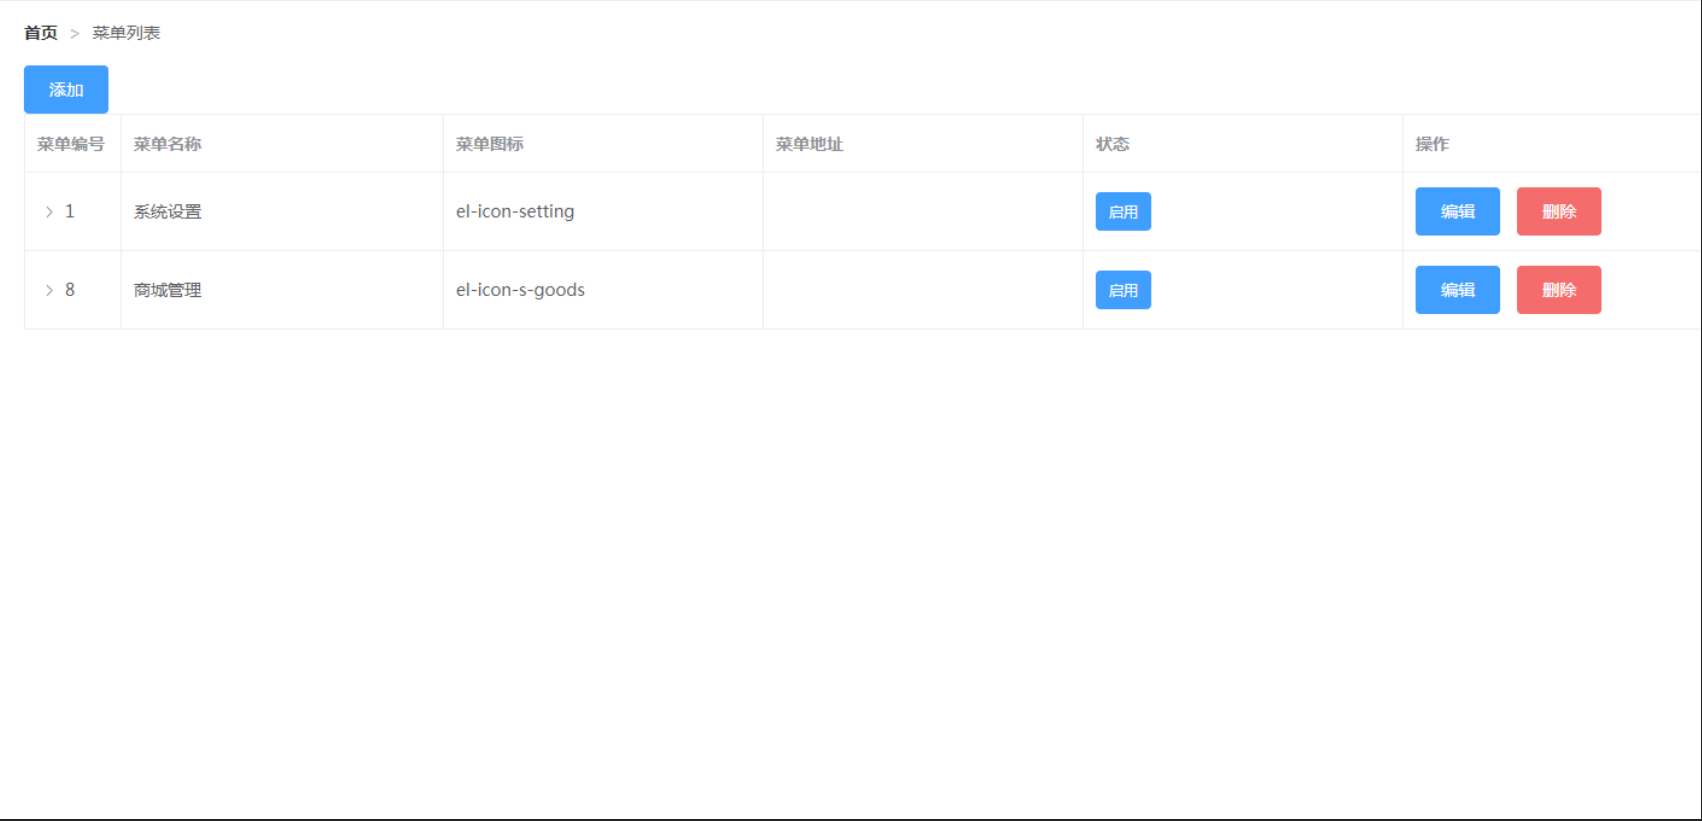 首页 > 菜单列表
添加
菜单编号 菜单名称 菜单图标 菜单地址 状态 操作
1 系统设置 el-icon-setting 启用 编辑 删除
8 商城管理 el-icon-s-goods 启用 编辑 删除